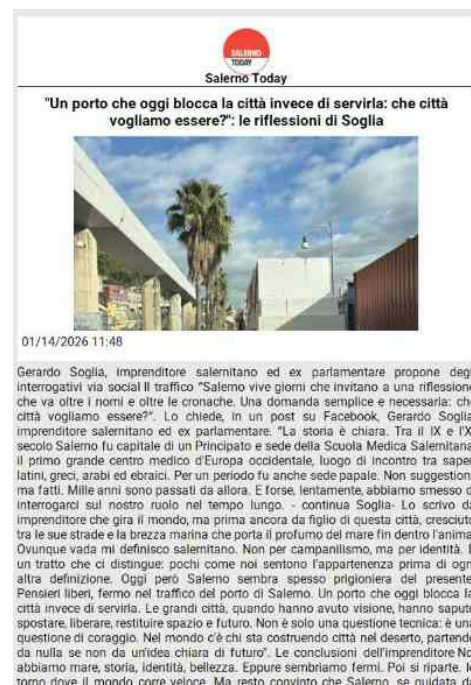 SALERNO
TODAY
Salerno Today
"Un porto che oggi blocca la città invece di servirla: che città
vogliamo essere?": le riflessioni di Soglia
01/14/2026 11:48
Gerardo Soglia, imprenditore salernitano ed ex parlamentare propone degl
interrogativi via social Il traffico "Salerno vive giorni che invitano a una riflessione
che va oltre i nomi e oltre le cronache. Una domanda semplice e necessaria: che
città vogliamo essere?". Lo chiede, in un post su Facebook, Gerardo Soglia
imprenditore salernitano ed ex parlamentare. "La storia è chiara. Tra il IX e l'XI
secolo Salerno fu capitale di un Principato e sede della Scuola Medica Salernitana
il primo grande centro medico d'Europa occidentale, luogo di incontro tra saper
latini, greci, arabi ed ebraici. Per un periodo fu anche sede papale. Non suggestion
ma fatti. Mille anni sono passati da allora. E forse, lentamente, abbiamo smesso d
interrogarci sul nostro ruolo nel tempo lungo. - continua Soglia- Lo scrivo da
imprenditore che gira il mondo, ma prima ancora da figlio di questa città, cresciuto
tra le sue strade e la brezza marina che porta il profumo del mare fin dentro l'anima
Ovunque vada mi definisco salernitano. Non per campanilismo, ma per identità.
un tratto che ci distingue: pochi come noi sentono l'appartenenza prima di ogn
altra definizione. Oggi però Salerno sembra spesso prigioniera del presente
Pensieri liberi, fermo nel traffico del porto di Salerno. Un porto che oggi blocca la
città invece di servirla. Le grandi città, quando hanno avuto visione, hanno saputo
spostare, liberare, restituire spazio e futuro. Non è solo una questione tecnica: è una
questione di coraggio. Nel mondo c'è chi sta costruendo città nel deserto, partendo
da nulla se non da un'idea chiara di futuro". Le conclusioni dell'imprenditore No
abbiamo mare, storia, identità, bellezza. Eppure sembriamo fermi. Poi si riparte. Io
torno dove il mondo corre veloce. Ma resto convinto che Salerno, se guidata da